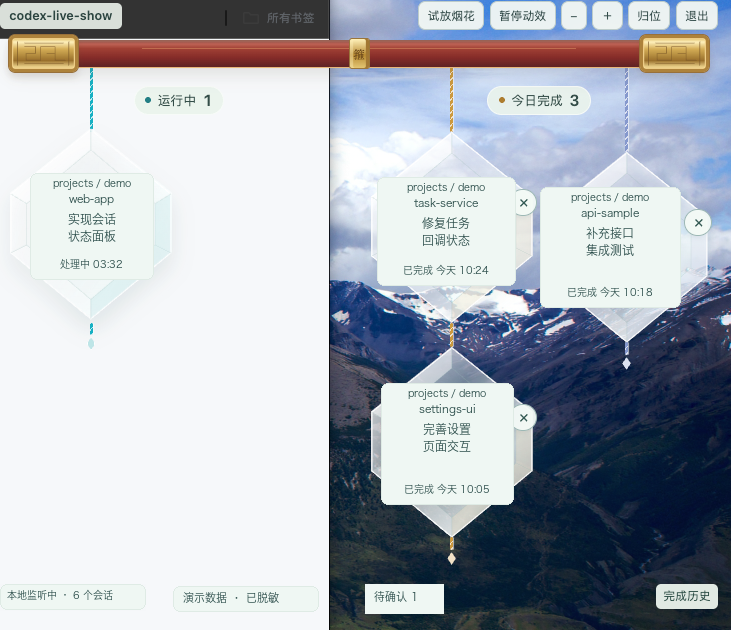 codex-live-show
所有书签
试放烟花
暂停动效
−
+
归位
退出
运行中 1
今日完成 3
projects / demo
web-app
实现会话
状态面板
处理中 03:32
projects / demo
task-service
修复任务
回调状态
已完成 今天 10:24
×
projects / demo
api-sample
补充接口
集成测试
已完成 今天 10:18
×
projects / demo
settings-ui
完善设置
页面交互
已完成 今天 10:05
×
本地监听中 · 6 个会话
演示数据 · 已脱敏
待确认 1
完成历史